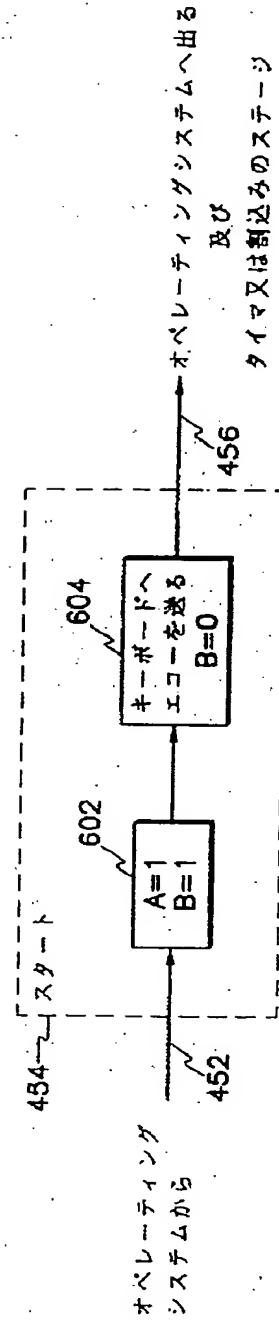 オペレーティング
システムから
452
454
スタート
602
A=1
B=1
604
キーボードへ
エコーを送る
B=0
456
オペレーティングシステムへ出る
及び
タイマ又は割込みのステージ